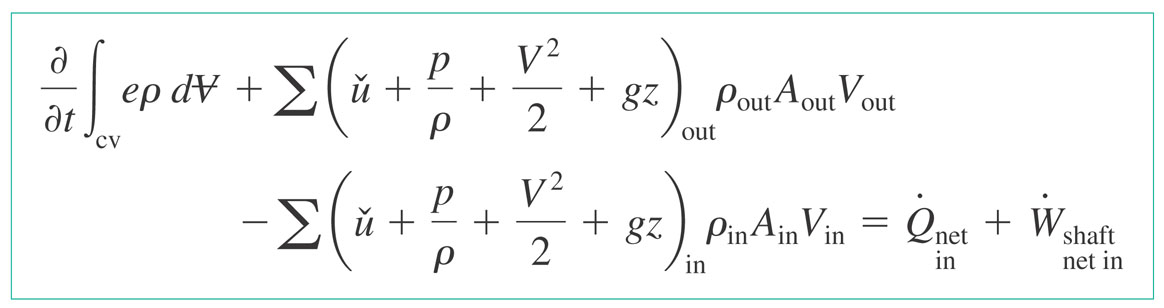 ∂/∂t ∫_cv eρ dV̶ + ∑(ǔ + p/ρ + V²/2 + gz)_out ρ_out A_out V_out
− ∑(ǔ + p/ρ + V²/2 + gz)_in ρ_in A_in V_in = Q̇_net in + Ẇ_shaft net in